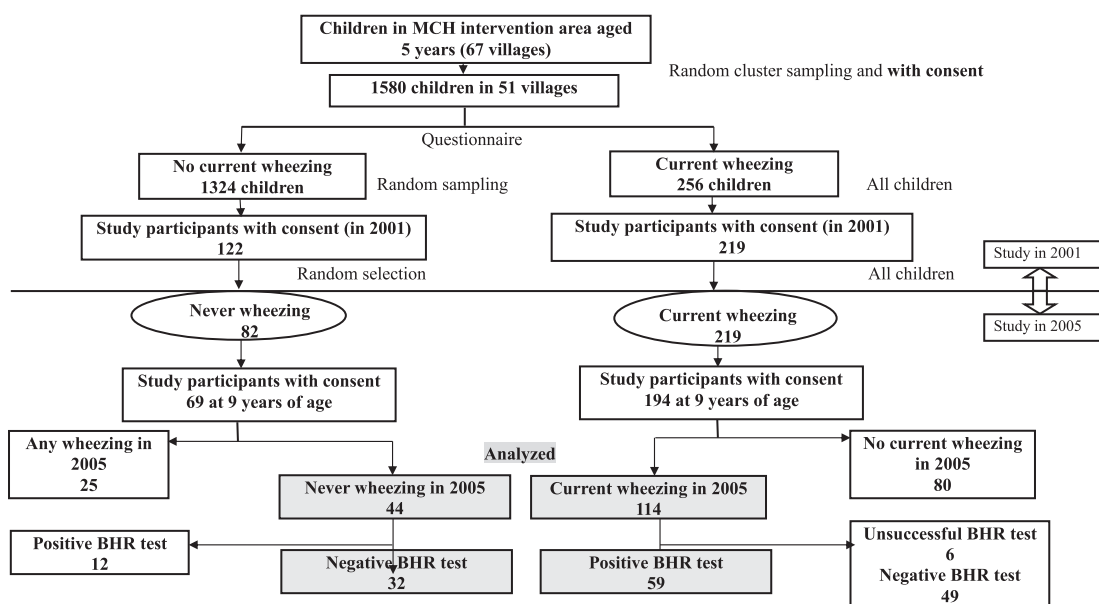 Children in MCH intervention area aged
5 years (67 villages)
Random cluster sampling and with consent
1580 children in 51 villages
Questionnaire
No current wheezing
1324 children
Random sampling
Current wheezing
256 children
All children
Study participants with consent (in 2001)
122
Study participants with consent (in 2001)
219
Random selection
All children
Study in 2001
Study in 2005
Never wheezing
82
Current wheezing
219
Study participants with consent
69 at 9 years of age
Study participants with consent
194 at 9 years of age
Any wheezing in
2005
25
Analyzed
No current wheezing
in 2005
80
Never wheezing in 2005
44
Current wheezing in 2005
114
Positive BHR test
12
Negative BHR test
32
Positive BHR test
59
Unsuccessful BHR test
6
Negative BHR test
49